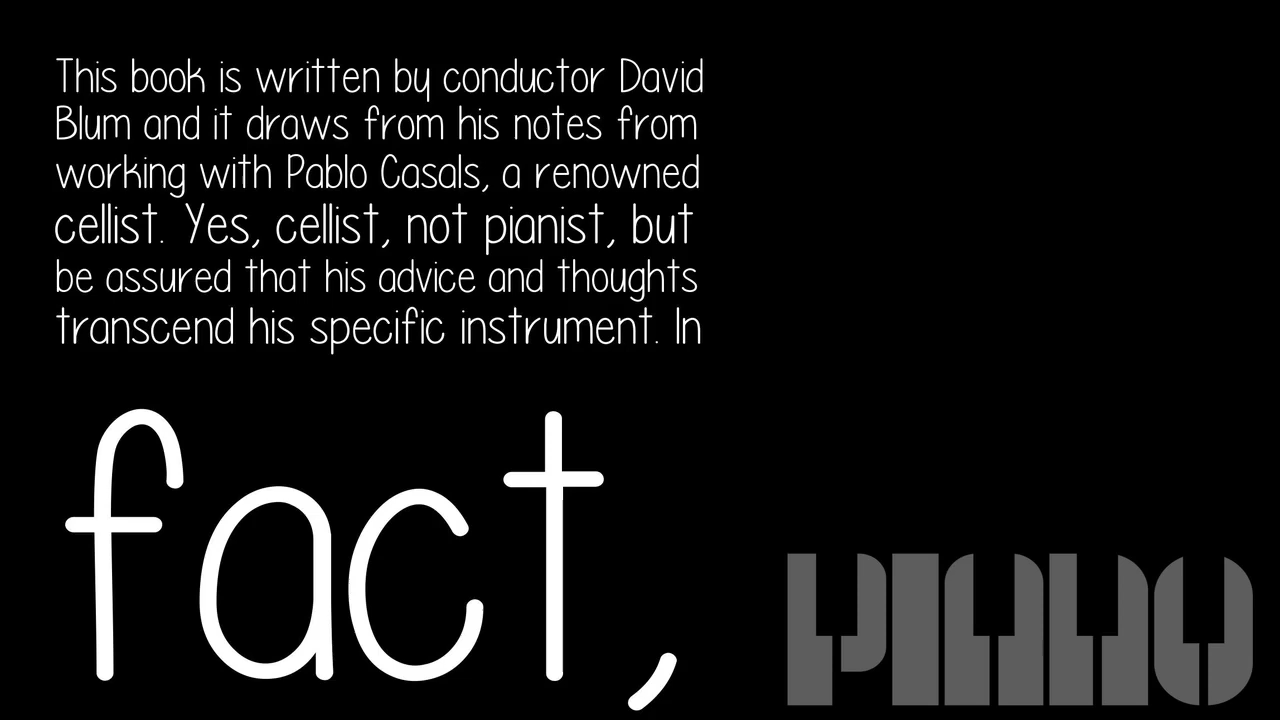 This book is written by conductor David
Blum and it draws from his notes from
working with Pablo Casals, a renowned
cellist. Yes, cellist, not pianist, but
be assured that his advice and thoughts
transcend his specific instrument. In
fact,
PIANO